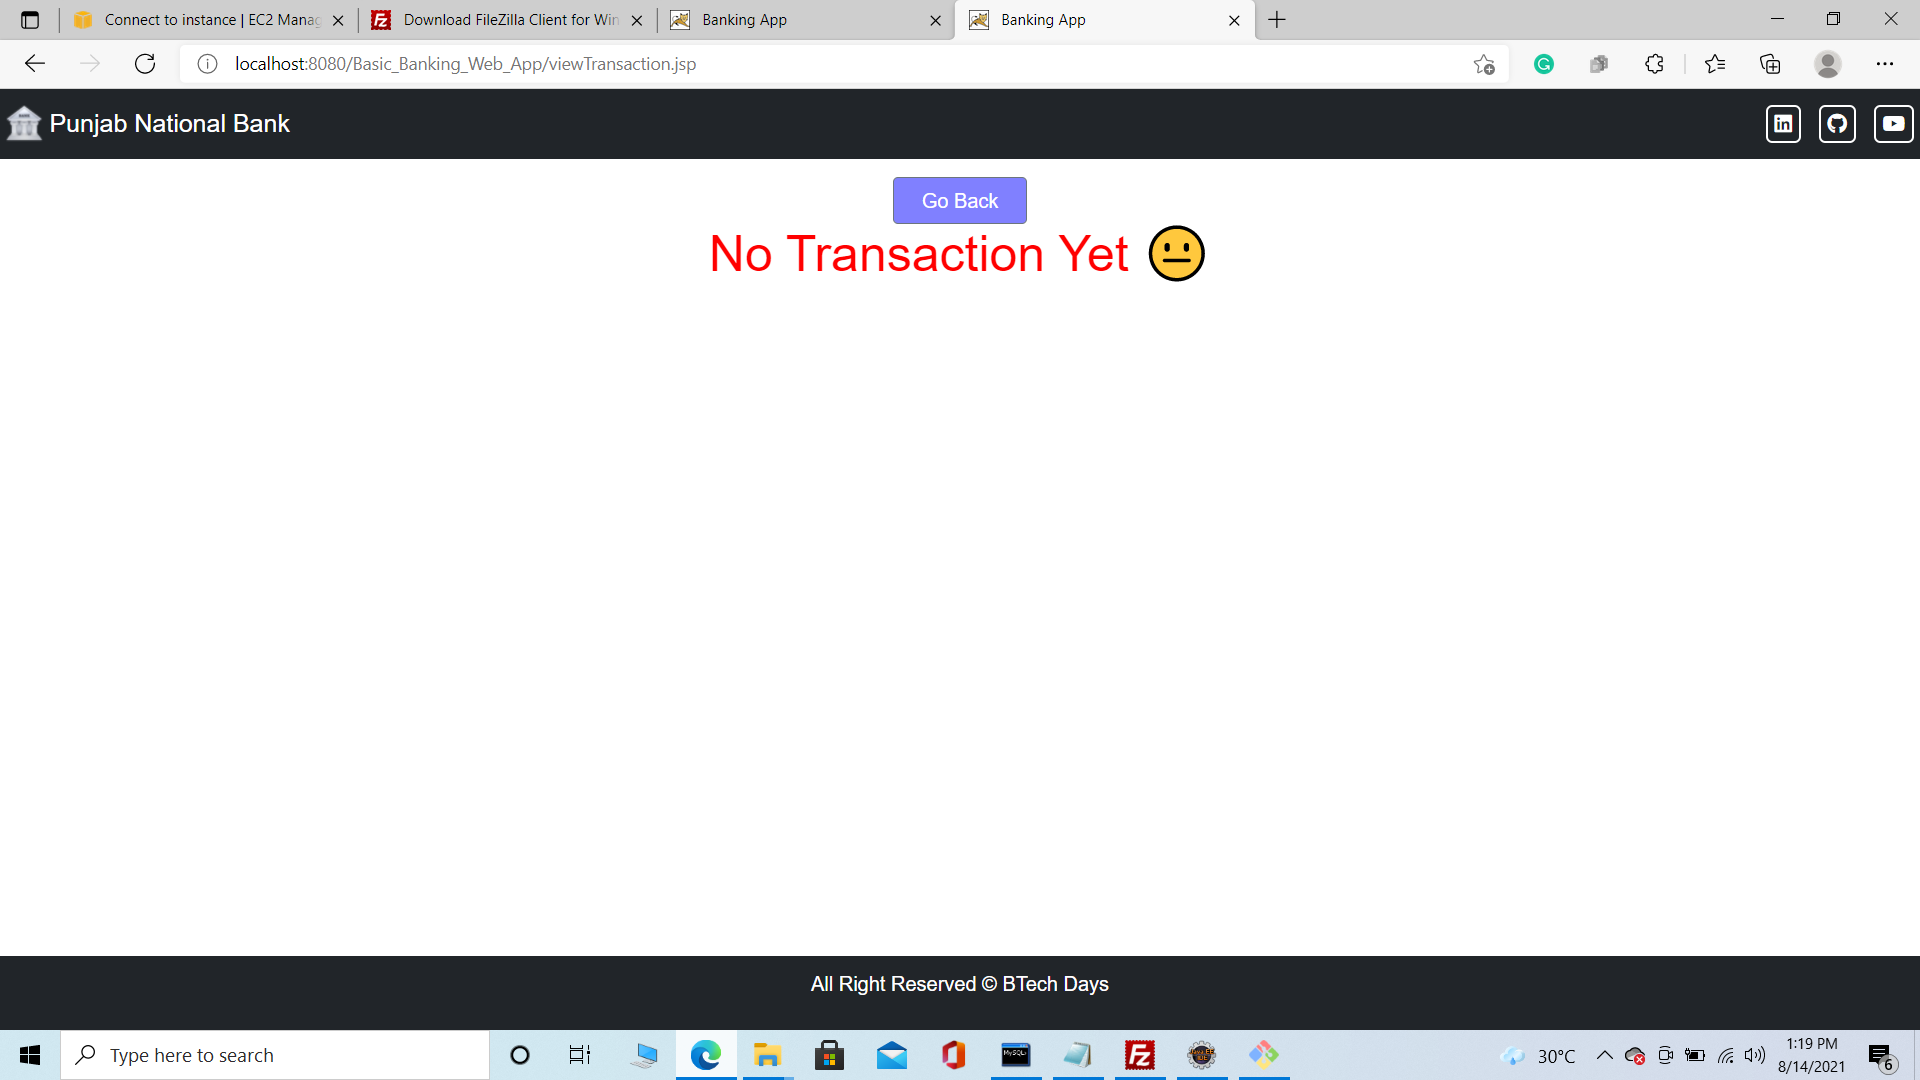 Connect to instance | EC2 Manag
Download FileZilla Client for Win
Banking App
Banking App
localhost:8080/Basic_Banking_Web_App/viewTransaction.jsp
Punjab National Bank
Go Back
No Transaction Yet
All Right Reserved © BTech Days
Type here to search
MySQL
30°C
1:19 PM
8/14/2021
6